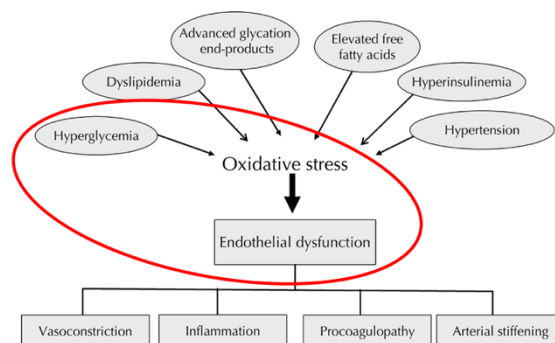 Advanced glycation
end-products
Elevated free
fatty acids
Dyslipidemia
Hyperinsulinemia
Hyperglycemia
Hypertension
Oxidative stress
Endothelial dysfunction
Vasoconstriction
Inflammation
Procoagulopathy
Arterial stiffening